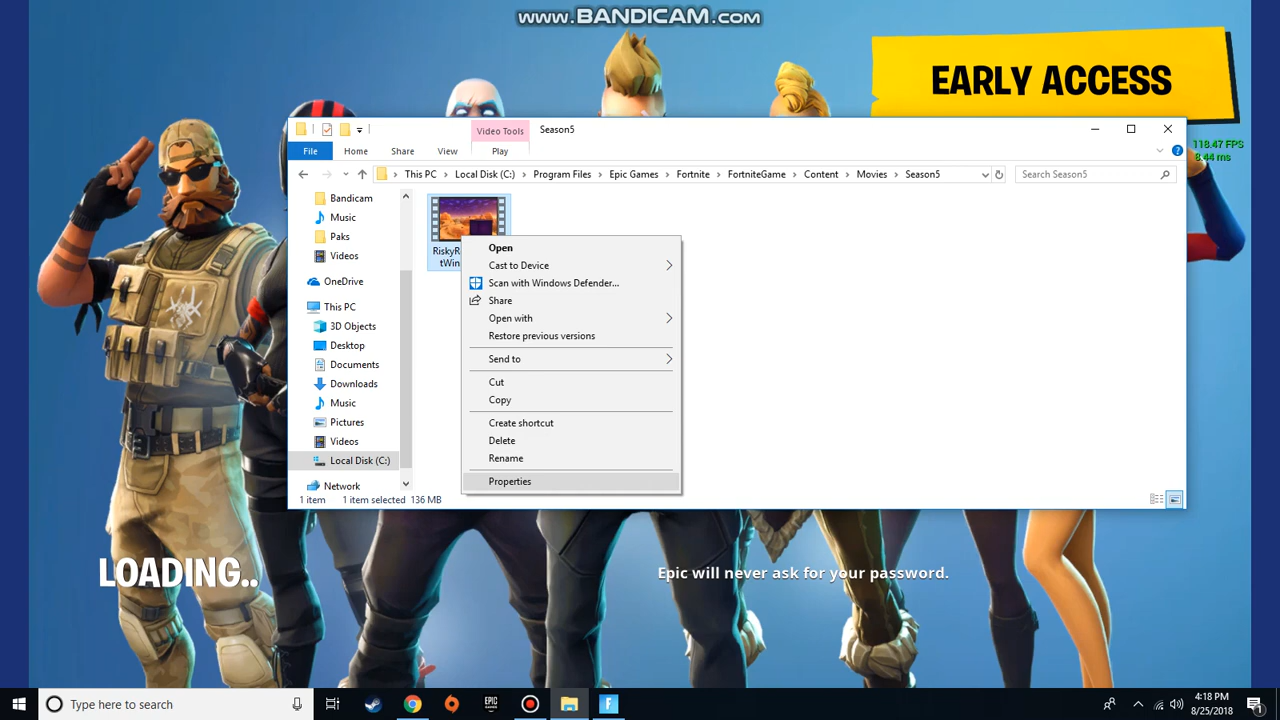 www.BANDICAM.com
EARLY ACCESS
118.47 FPS
8.44 ms
Video Tools
Season5
File
Home
Share
View
Play
This PC
Local Disk (C:)
Program Files
Epic Games
Fortnite
FortniteGame
Content
Movies
Season5
Search Season5
Bandicam
Music
Paks
Videos
OneDrive
This PC
3D Objects
Desktop
Documents
Downloads
Music
Pictures
Videos
Local Disk (C:)
Network
RiskyR
tWin
Open
Cast to Device
Scan with Windows Defender...
Share
Open with
Restore previous versions
Send to
Cut
Copy
Create shortcut
Delete
Rename
Properties
1 item
1 item selected 136 MB
LOADING..
Epic will never ask for your password.
Type here to search
EPIC
F
4:18 PM
8/25/2018
1